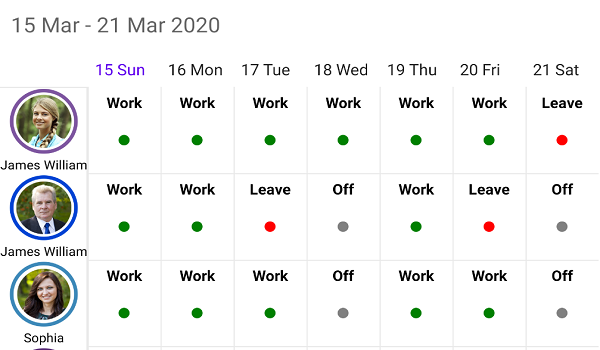 15 Mar - 21 Mar 2020
15 Sun 16 Mon 17 Tue 18 Wed 19 Thu 20 Fri 21 Sat
Work Work Work Work Work Work Leave
James William
Work Work Leave Off Work Leave Off
James William
Work Work Work Off Work Work Off
Sophia